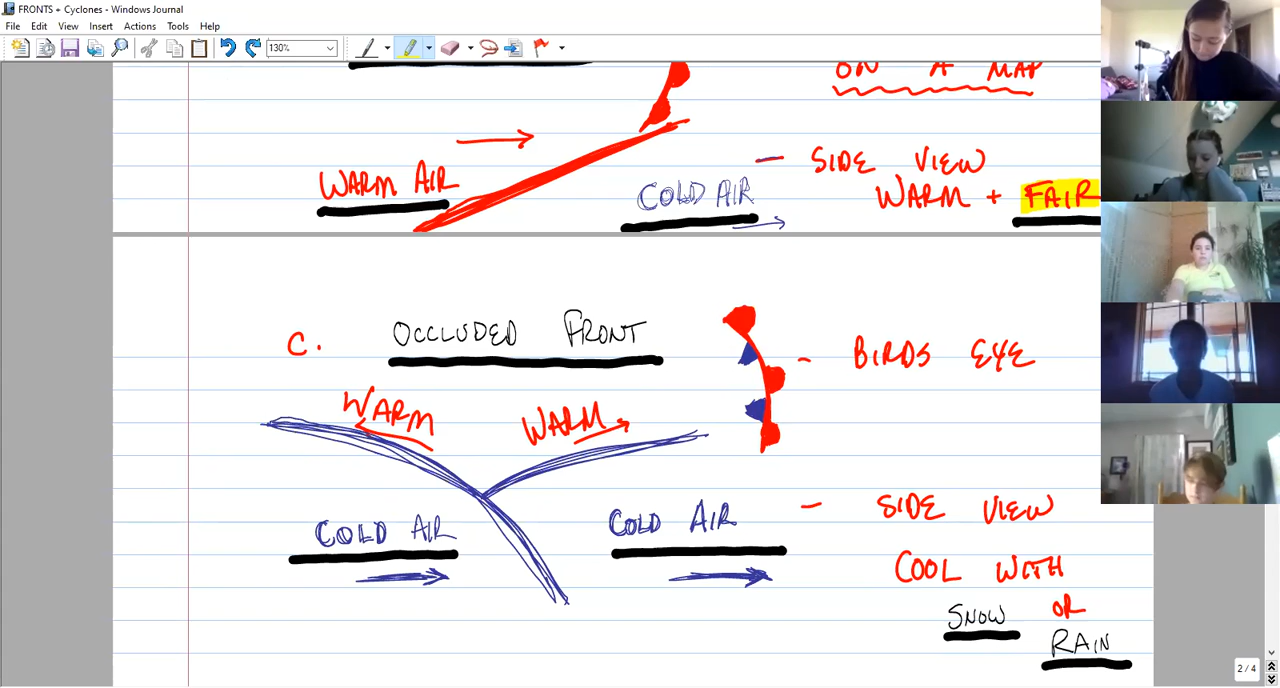 FRONTS + Cyclones - Windows Journal
File Edit View Insert Actions Tools Help
130%
ON A MAP
WARM AIR
COLD AIR
- SIDE VIEW
WARM + FAIR
C. OCCLUDED FRONT
- BIRDS EYE
WARM WARM
COLD AIR COLD AIR
- SIDE VIEW
COOL WITH
SNOW OR
RAIN
2 / 4